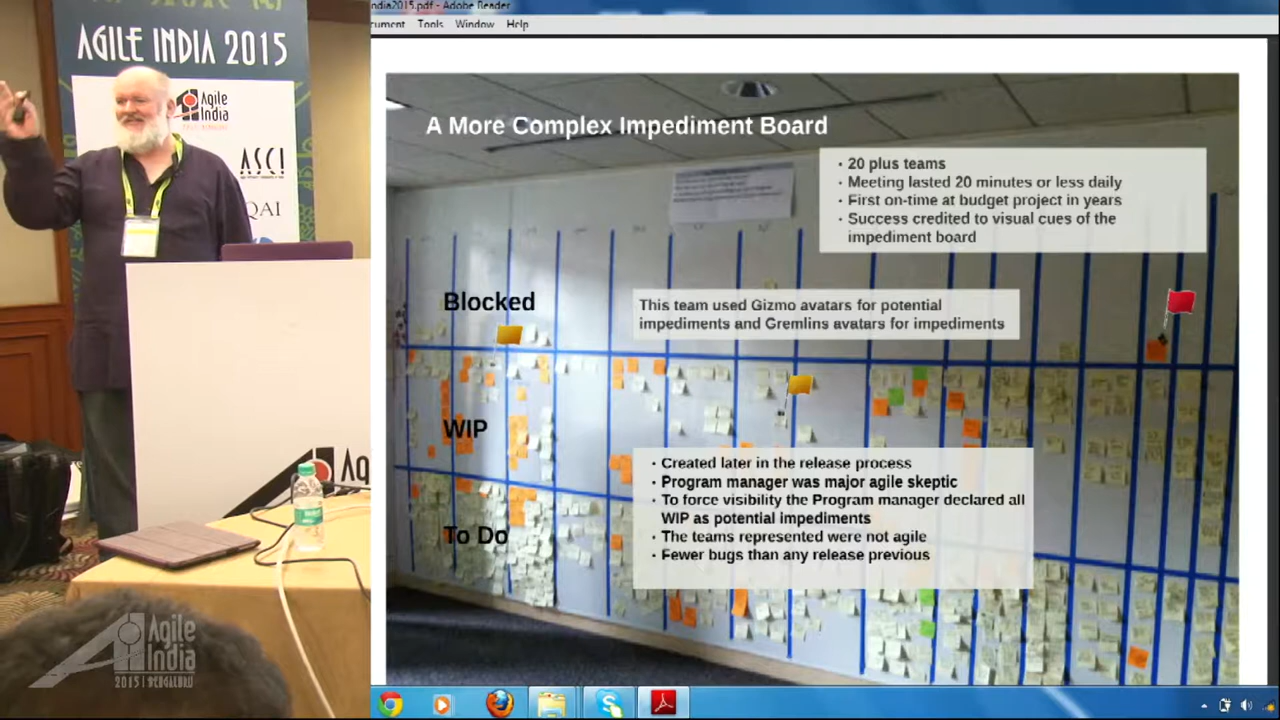 AGILE INDIA 2015
Agile
India
ASCI
QAI
Ag
Agile
India
2015 | BENGALURU
ndia2015.pdf - Adobe Reader
cument Tools Window Help
A More Complex Impediment Board
· 20 plus teams
· Meeting lasted 20 minutes or less daily
· First on-time at budget project in years
· Success credited to visual cues of the
impediment board
Blocked
This team used Gizmo avatars for potential
impediments and Gremlins avatars for impediments
WIP
· Created later in the release process
· Program manager was major agile skeptic
· To force visibility the Program manager declared all
WIP as potential impediments
· The teams represented were not agile
· Fewer bugs than any release previous
To Do